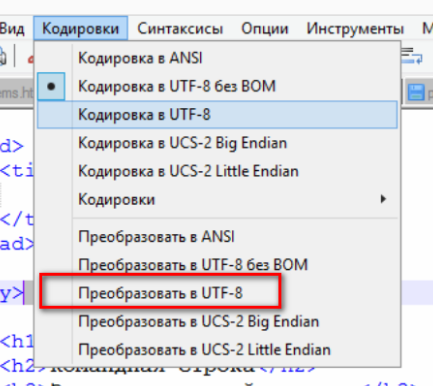 Вид Кодировки Синтаксисы Опции Инструменты М
Кодировка в ANSI
Кодировка в UTF-8 без BOM
ems.ht
Кодировка в UTF-8
Кодировка в UCS-2 Big Endian
d>
Кодировка в UCS-2 Little Endian
<ti
Кодировки
</t
Преобразовать в ANSI
ad>
Преобразовать в UTF-8 без BOM
y>
Преобразовать в UTF-8
Преобразовать в UCS-2 Big Endian
<h1
Преобразовать в UCS-2 Little Endian
<h2>Командная строка</h2>